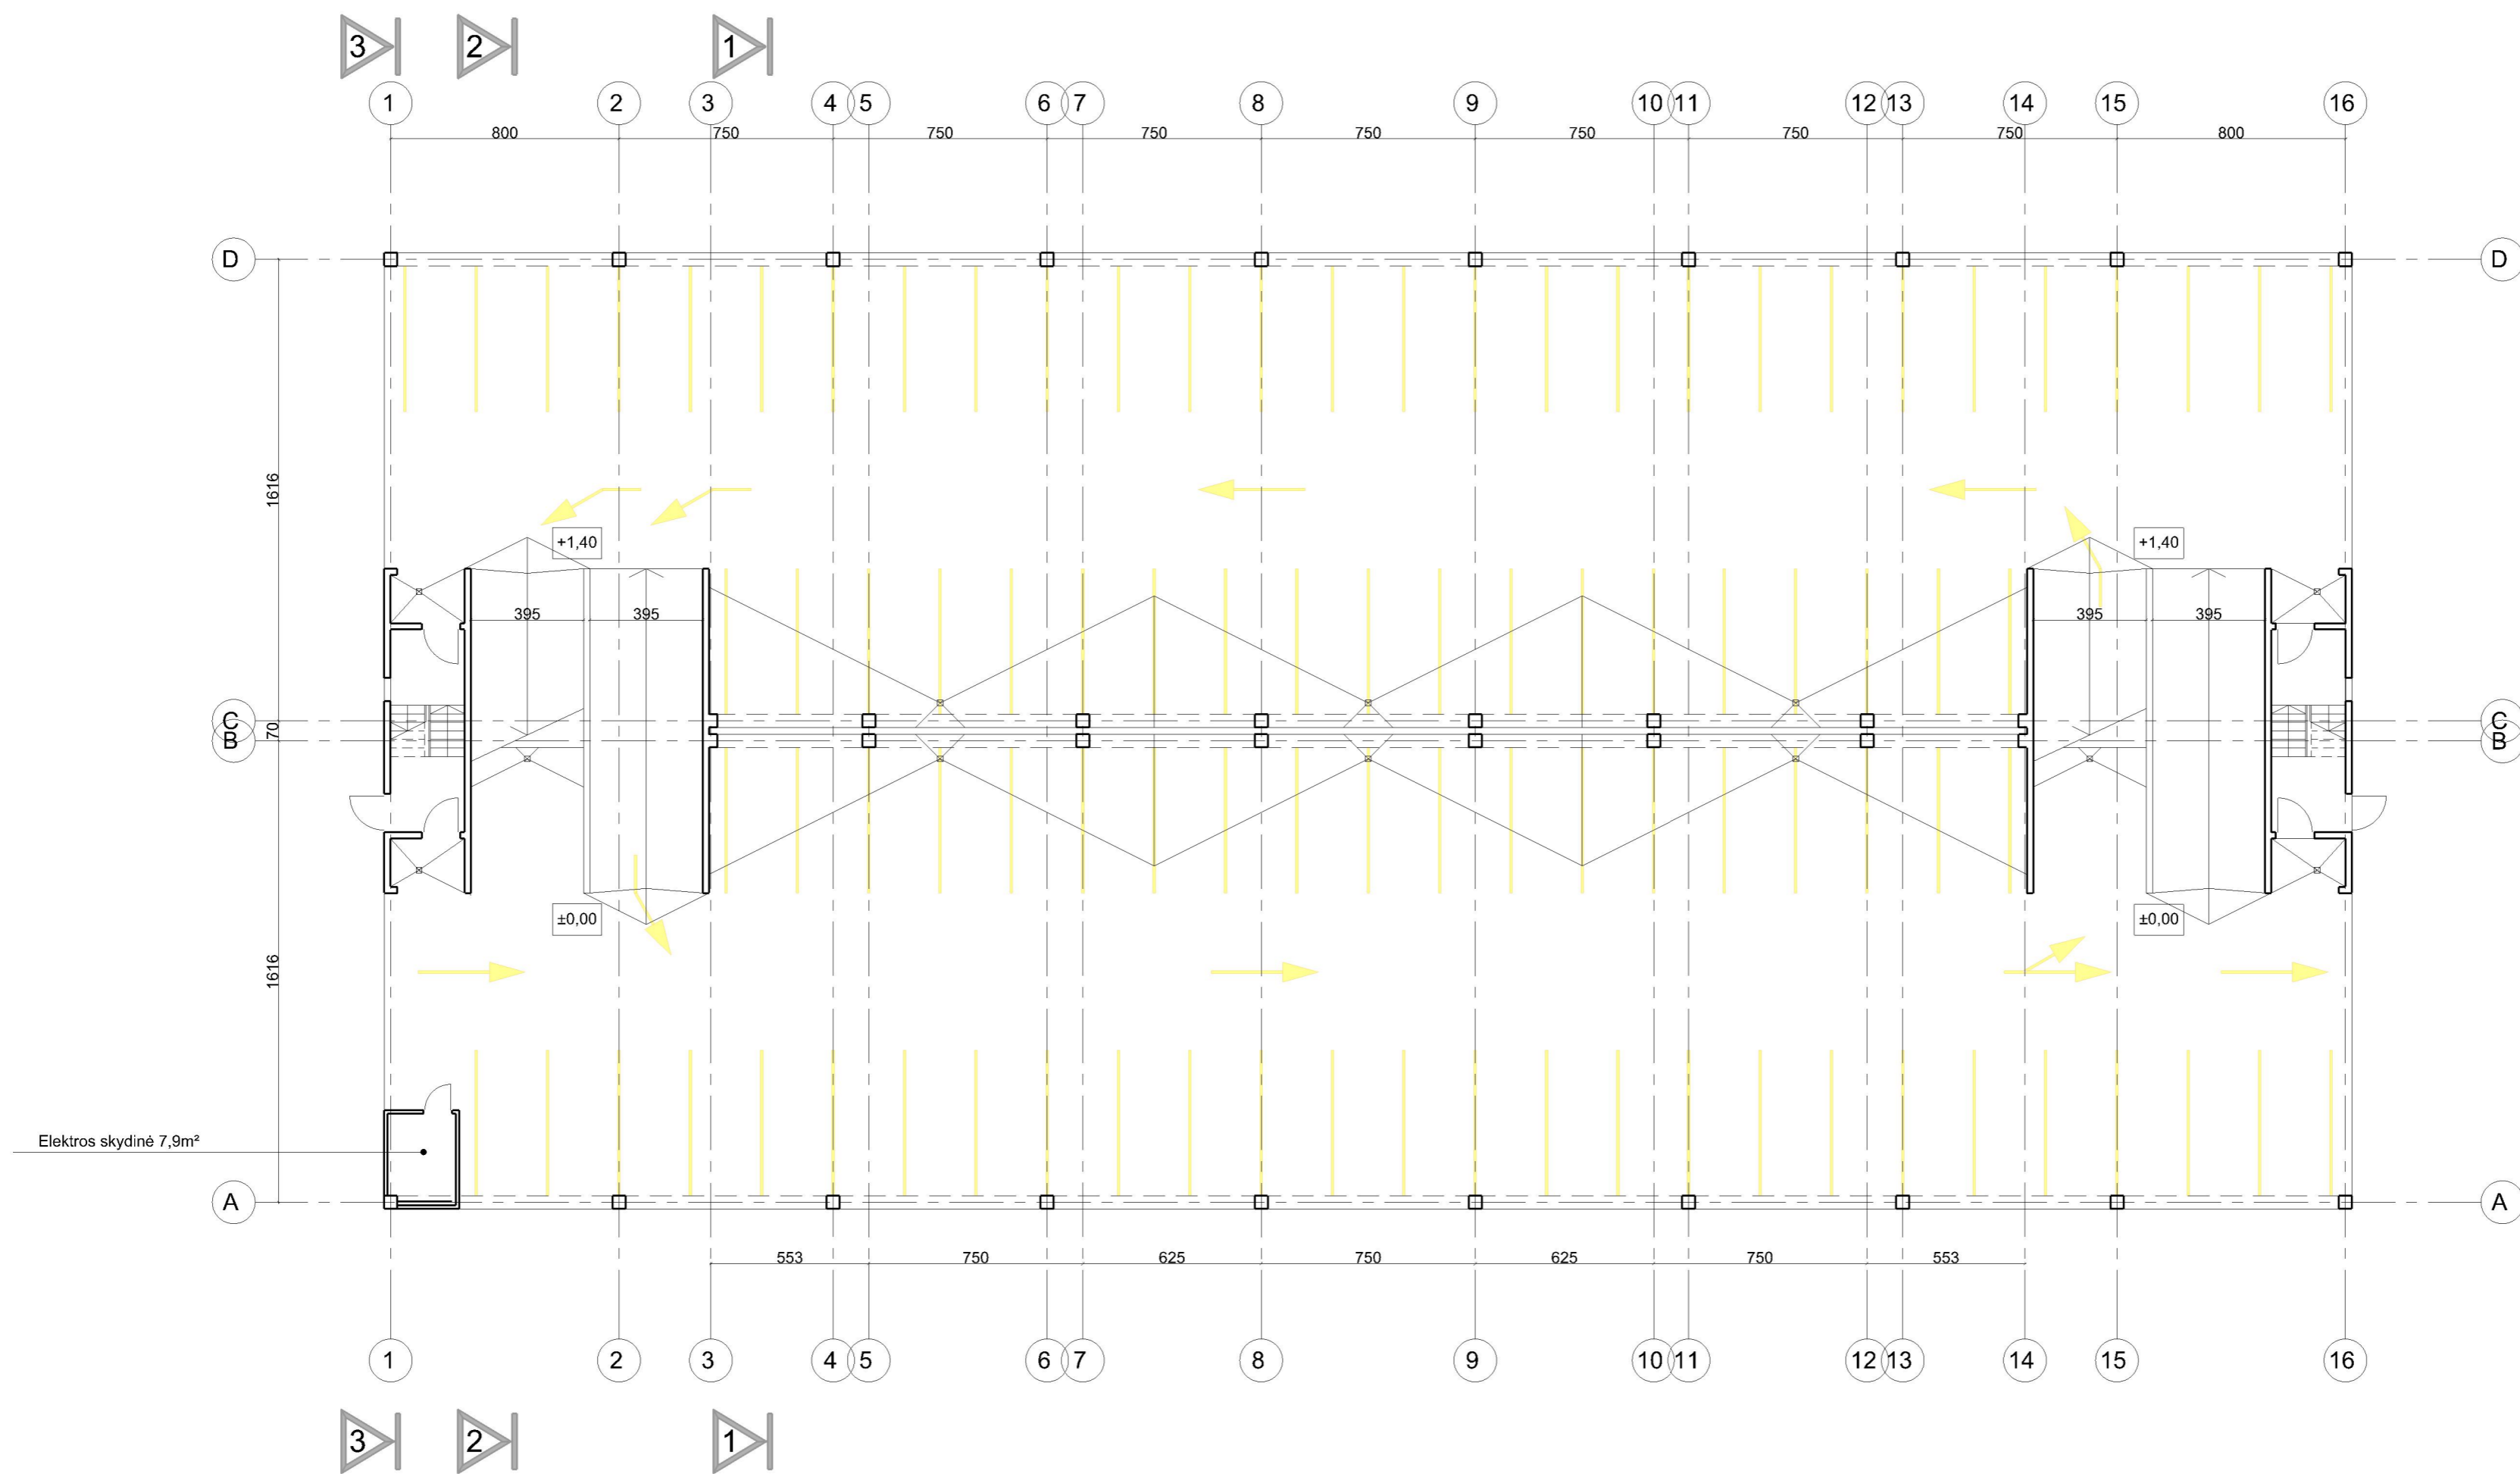 3 2 1
1 2 3 4 5 6 7 8 9 10 11 12 13 14 15 16
800 750 750 750 750 750 750 750 800
D D
1616
+1,40 +1,40
395 395 395 395
C C
70
B B
±0,00 ±0,00
1616
Elektros skydinė 7,9m²
A A
553 750 625 750 625 750 553
1 2 3 4 5 6 7 8 9 10 11 12 13 14 15 16
3 2 1